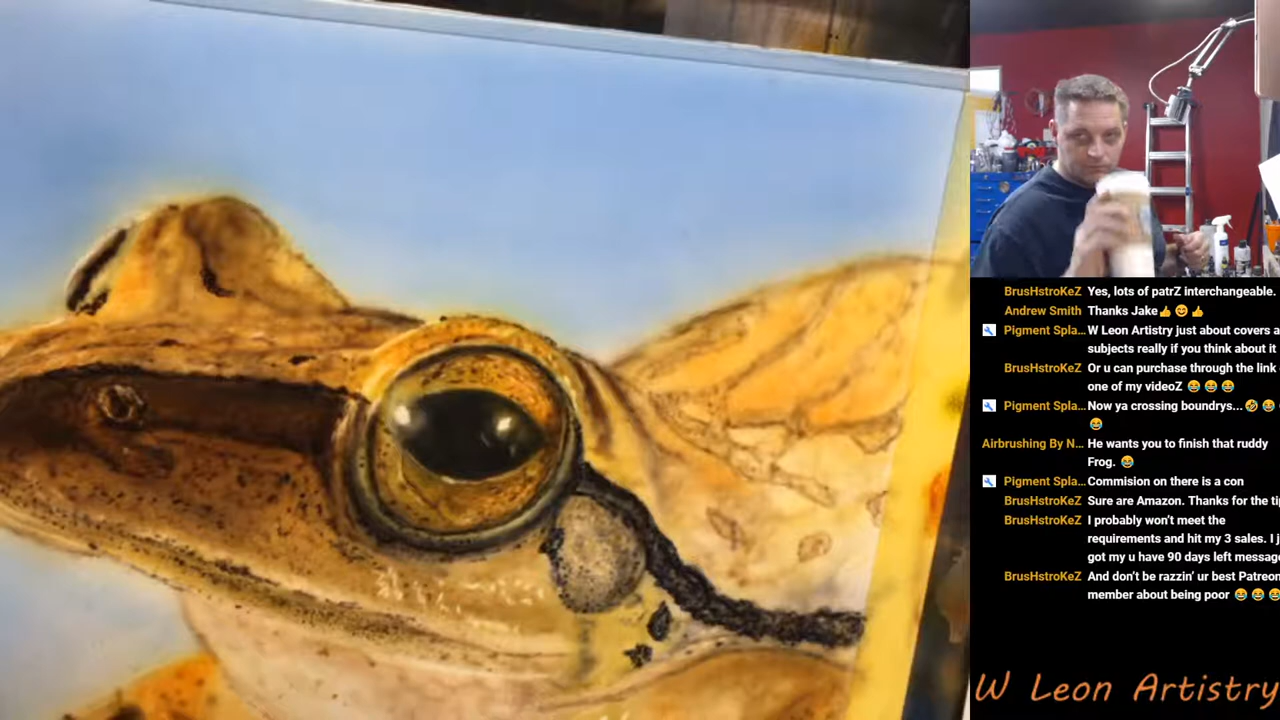 BrusHstroKeZ Yes, lots of patrZ interchangeable.
Andrew Smith Thanks Jake👍 😊 👍
Pigment Spla... W Leon Artistry just about covers a
subjects really if you think about it
BrusHstroKeZ Or u can purchase through the link
one of my videoZ 😂 😂 😂
Pigment Spla... Now ya crossing boundrys... 🤣 😂
😂
Airbrushing By N... He wants you to finish that ruddy
Frog. 😂
Pigment Spla... Commision on there is a con
BrusHstroKeZ Sure are Amazon. Thanks for the ti
BrusHstroKeZ I probably won't meet the
requirements and hit my 3 sales. I j
got my u have 90 days left message
BrusHstroKeZ And don't be razzin' ur best Patreon
member about being poor 😂 😂 😂
W Leon Artistry